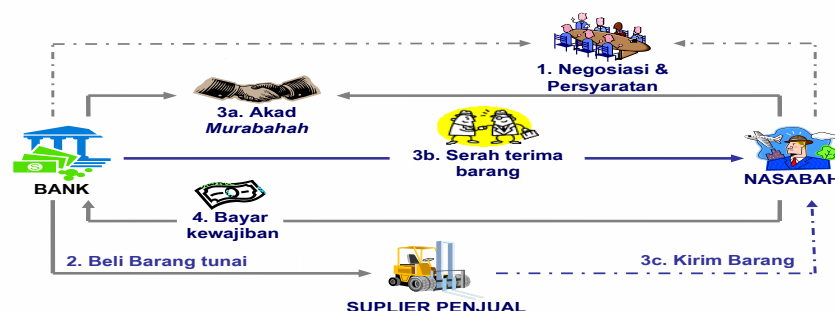 1. Negosiasi &
Persyaratan
3a. Akad
Murabahah
3b. Serah terima
barang
BANK
NASABAH
4. Bayar
kewajiban
2. Beli Barang tunai
3c. Kirim Barang
SUPLIER PENJUAL